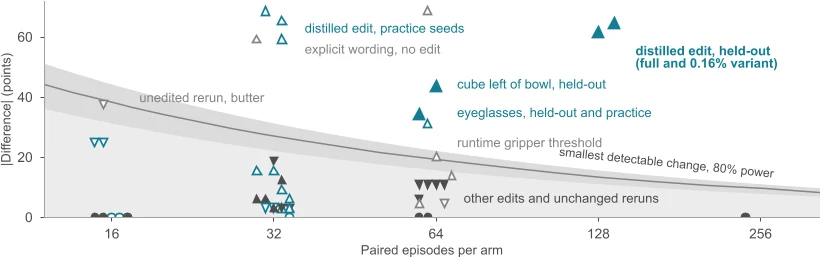 60
40
20
0
|Difference| (points)
distilled edit, practice seeds
explicit wording, no edit
distilled edit, held-out
(full and 0.16% variant)
cube left of bowl, held-out
unedited rerun, butter
eyeglasses, held-out and practice
runtime gripper threshold
smallest detectable change, 80% power
other edits and unchanged reruns
16
32
64
128
256
Paired episodes per arm